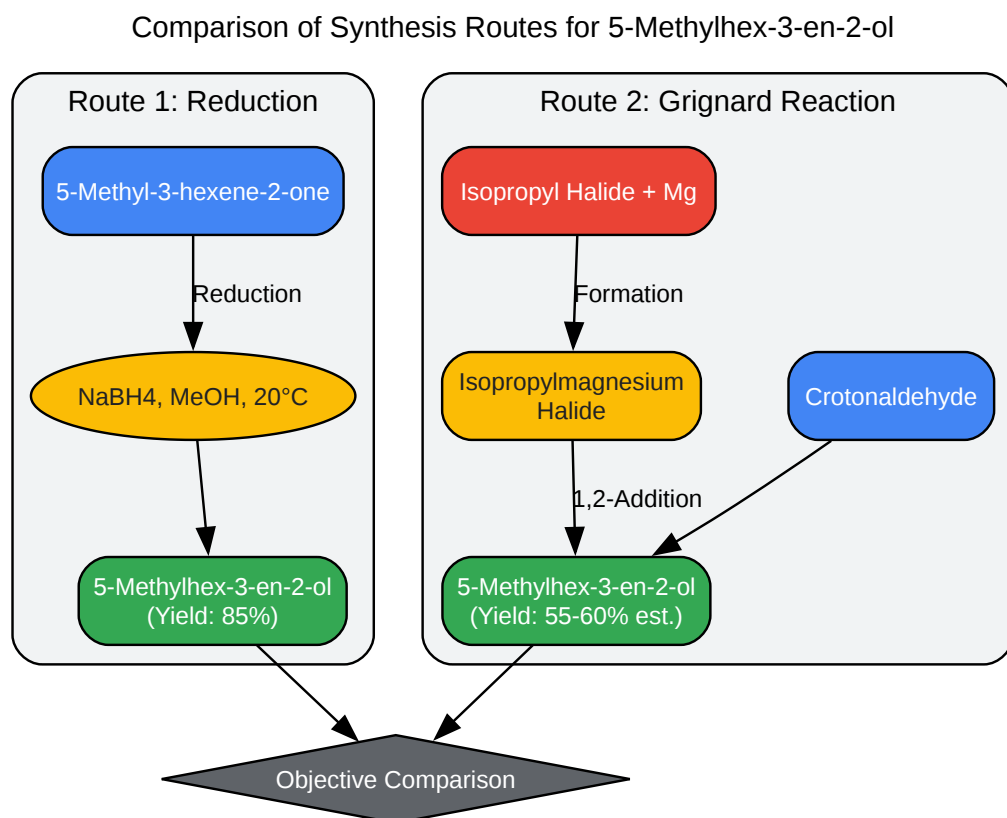 Comparison of Synthesis Routes for 5-Methylhex-3-en-2-ol
Route 1: Reduction
5-Methyl-3-hexene-2-one
Reduction
NaBH4, MeOH, 20°C
5-Methylhex-3-en-2-ol
(Yield: 85%)
Route 2: Grignard Reaction
Isopropyl Halide + Mg
Formation
Isopropylmagnesium
Halide
Crotonaldehyde
1,2-Addition
5-Methylhex-3-en-2-ol
(Yield: 55-60% est.)
Objective Comparison